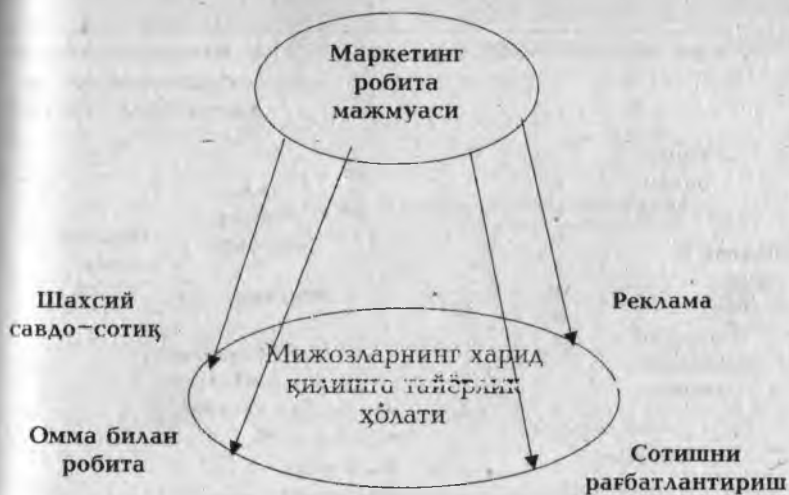 Маркетинг
робита
мажмуаси
Шахсий
савдо-сотиқ
Реклама
Мижозларнинг харид
қилишга тайёрлик
ҳолати
Омма билан
робита
Сотишни
рағбатлантириш